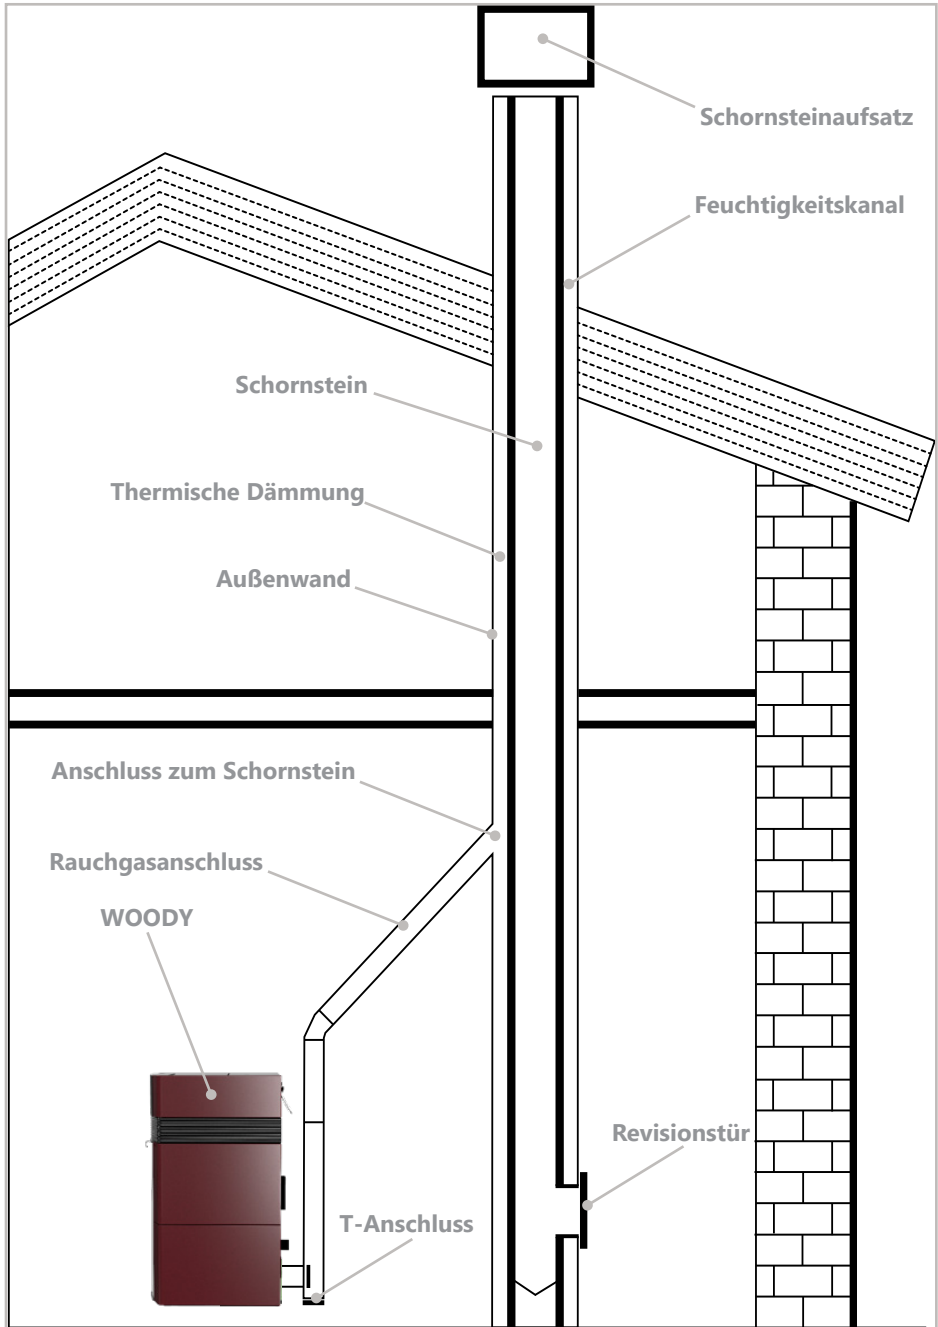 Schornsteinaufsatz
Feuchtigkeitskanal
Schornstein
Thermische Dämmung
Außenwand
Anschluss zum Schornstein
Rauchgasanschluss
WOODY
Revisionstür
T-Anschluss